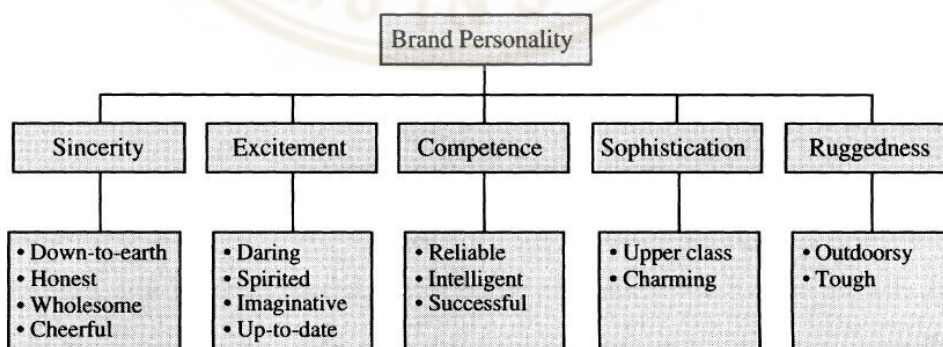 Brand Personality
Sincerity
Excitement
Competence
Sophistication
Ruggedness
• Down-to-earth
• Honest
• Wholesome
• Cheerful
• Daring
• Spirited
• Imaginative
• Up-to-date
• Reliable
• Intelligent
• Successful
• Upper class
• Charming
• Outdoorsy
• Tough